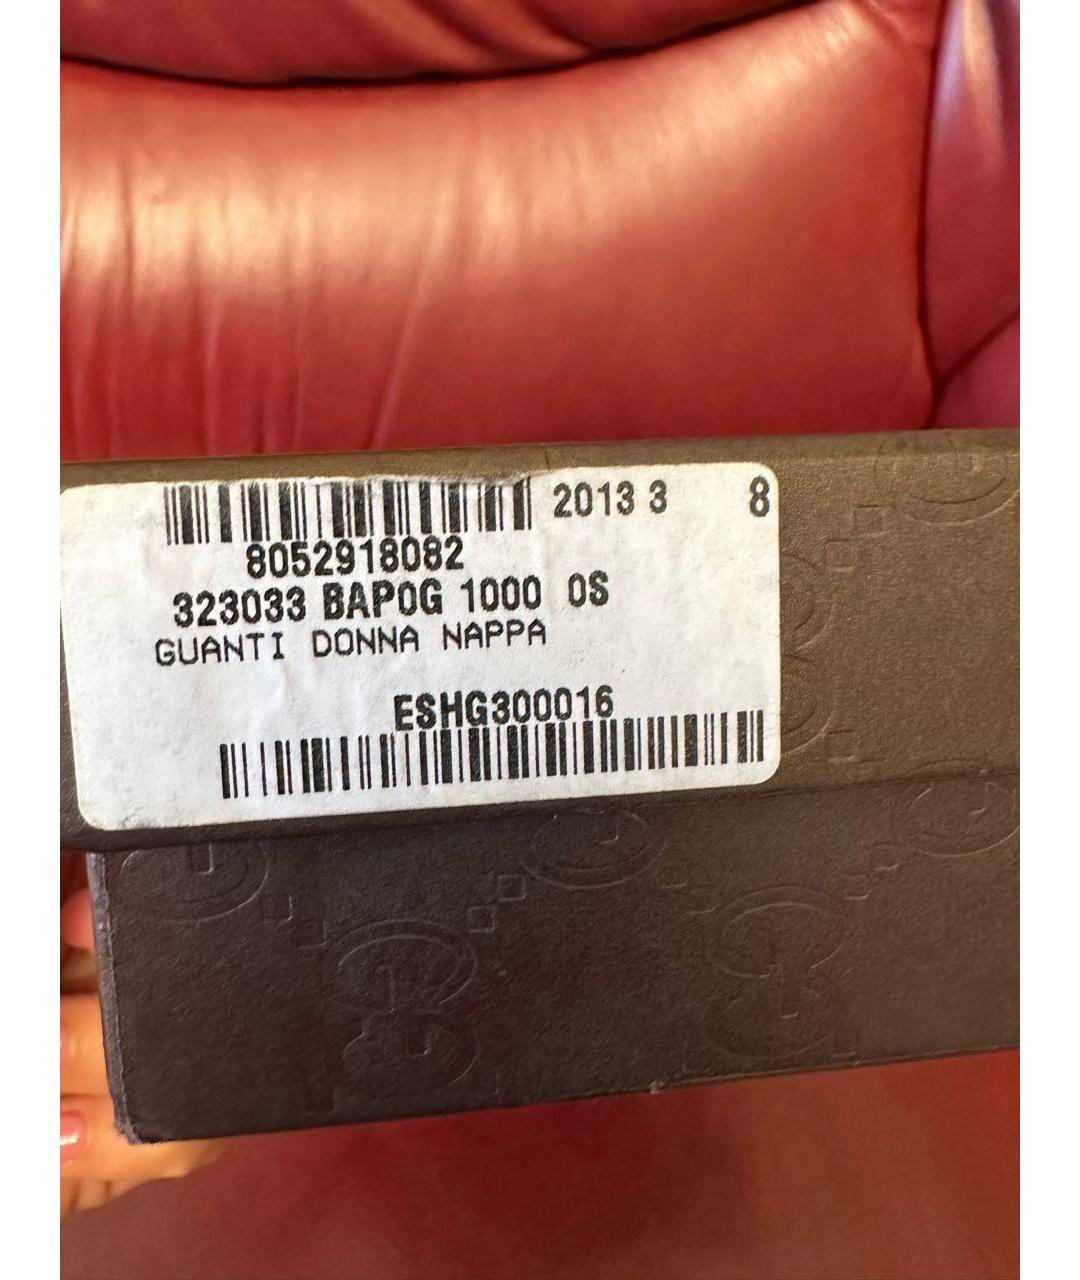 2013 3 8
8052918082
323033 BAP0G 1000 0S
GUANTI DONNA NAPPA
ESHG300016